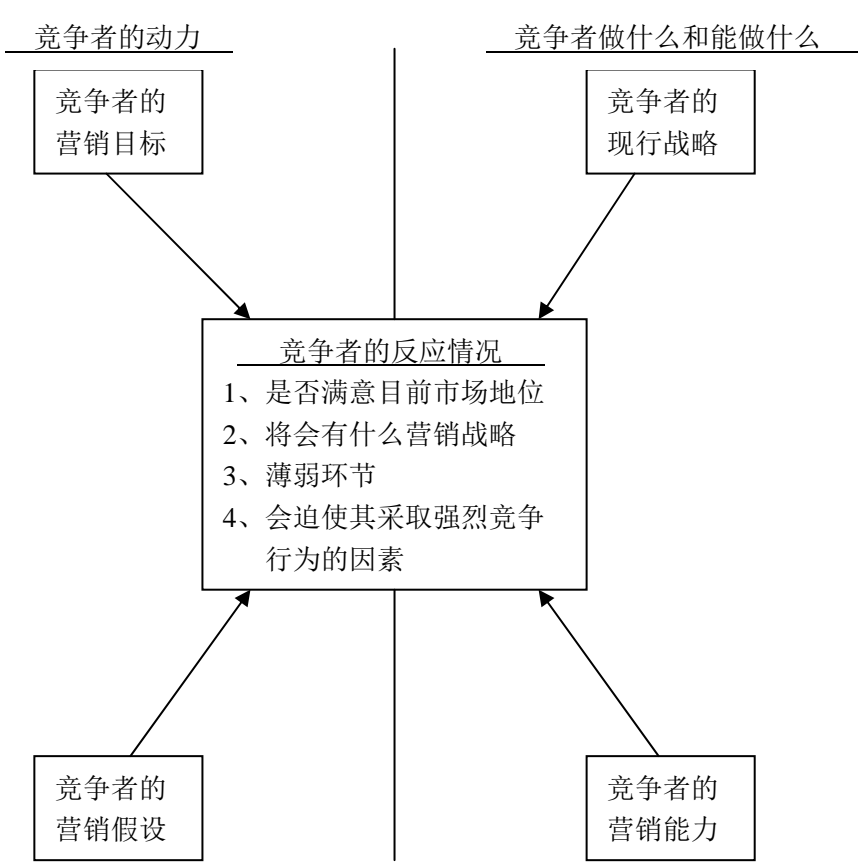 竞争者的动力
竞争者做什么和能做什么
竞争者的
营销目标
竞争者的
现行战略
竞争者的反应情况
1、是否满意目前市场地位
2、将会有什么营销战略
3、薄弱环节
4、会迫使其采取强烈竞争
行为的因素
竞争者的
营销假设
竞争者的
营销能力